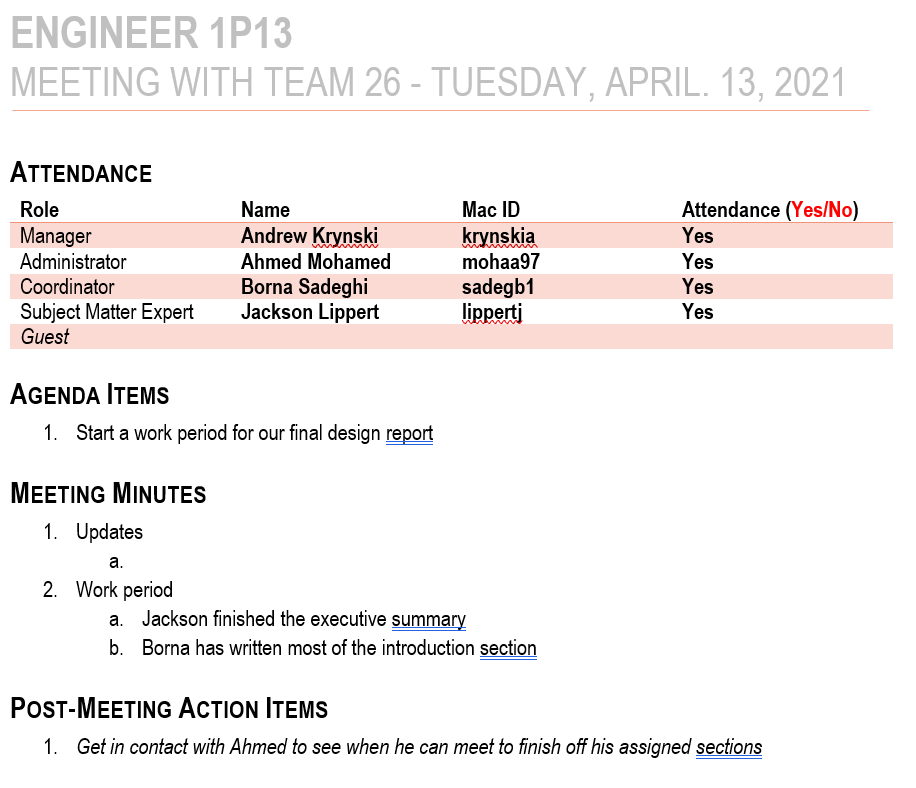 ENGINEER 1P13
MEETING WITH TEAM 26 - TUESDAY, APRIL. 13, 2021
ATTENDANCE
Role Name Mac ID Attendance (Yes/No)
Manager Andrew Krynski krynskia Yes
Administrator Ahmed Mohamed mohaa97 Yes
Coordinator Borna Sadeghi sadegb1 Yes
Subject Matter Expert Jackson Lippert lippertj Yes
Guest
AGENDA ITEMS
1. Start a work period for our final design report
MEETING MINUTES
1. Updates
a.
2. Work period
a. Jackson finished the executive summary
b. Borna has written most of the introduction section
POST-MEETING ACTION ITEMS
1. Get in contact with Ahmed to see when he can meet to finish off his assigned sections